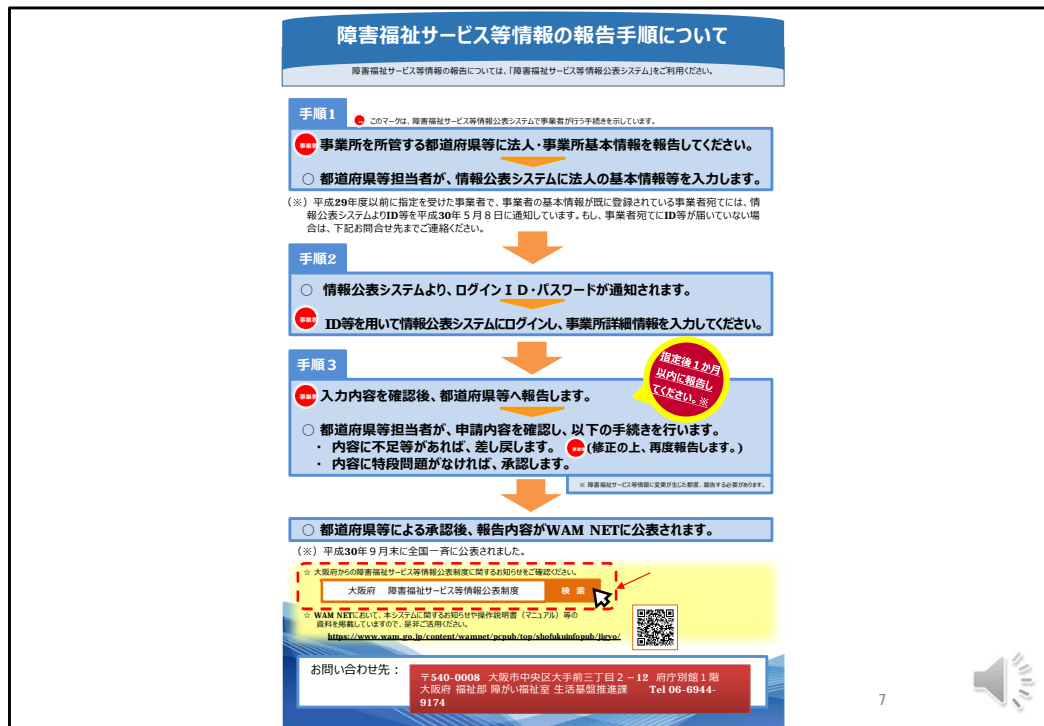 障害福祉サービス等情報の報告手順について
障害福祉サービス等情報の報告については、「障害福祉サービス等情報公表システム」をご利用ください。
手順1
このマークは、障害福祉サービス等情報公表システムで事業者が行う手続きを示しています。
事業者 事業所を所管する都道府県等に法人・事業所基本情報を報告してください。
○ 都道府県等担当者が、情報公表システムに法人の基本情報等を入力します。
（※）平成29年度以前に指定を受けた事業者で、事業者の基本情報が既に登録されている事業者宛てには、情
報公表システムよりID等を平成30年５月８日に通知しています。もし、事業者宛てにID等が届いていない場
合は、下記お問合せ先までご連絡ください。
手順2
○ 情報公表システムより、ログインＩＤ・パスワードが通知されます。
事業者 ID等を用いて情報公表システムにログインし、事業所詳細情報を入力してください。
手順３
指定後１か月
以内に報告し
てください。※
事業者 入力内容を確認後、都道府県等へ報告します。
○ 都道府県等担当者が、申請内容を確認し、以下の手続きを行います。
・ 内容に不足等があれば、差し戻します。 事業者 (修正の上、再度報告します。)
・ 内容に特段問題がなければ、承認します。
※ 障害福祉サービス等情報に変更が生じた都度、報告する必要があります。
○ 都道府県等による承認後、報告内容がWAM NETに公表されます。
（※）平成30年９月末に全国一斉に公表されました。
☆ 大阪府からの障害福祉サービス等情報公表制度に関するお知らせをご確認ください。
大阪府 障害福祉サービス等情報公表制度 検 索
☆ WAM NETにおいて、本システムに関するお知らせや操作説明書（マニュアル）等の
資料を掲載していますので、是非ご活用ください。
https://www.wam.go.jp/content/wamnet/pcpub/top/shofukuinfopub/jigyo/
お問い合わせ先：
〒540-0008 大阪市中央区大手前三丁目２－12 府庁別館１階
大阪府 福祉部 障がい福祉室 生活基盤推進課 Tel 06-6944-
9174
7